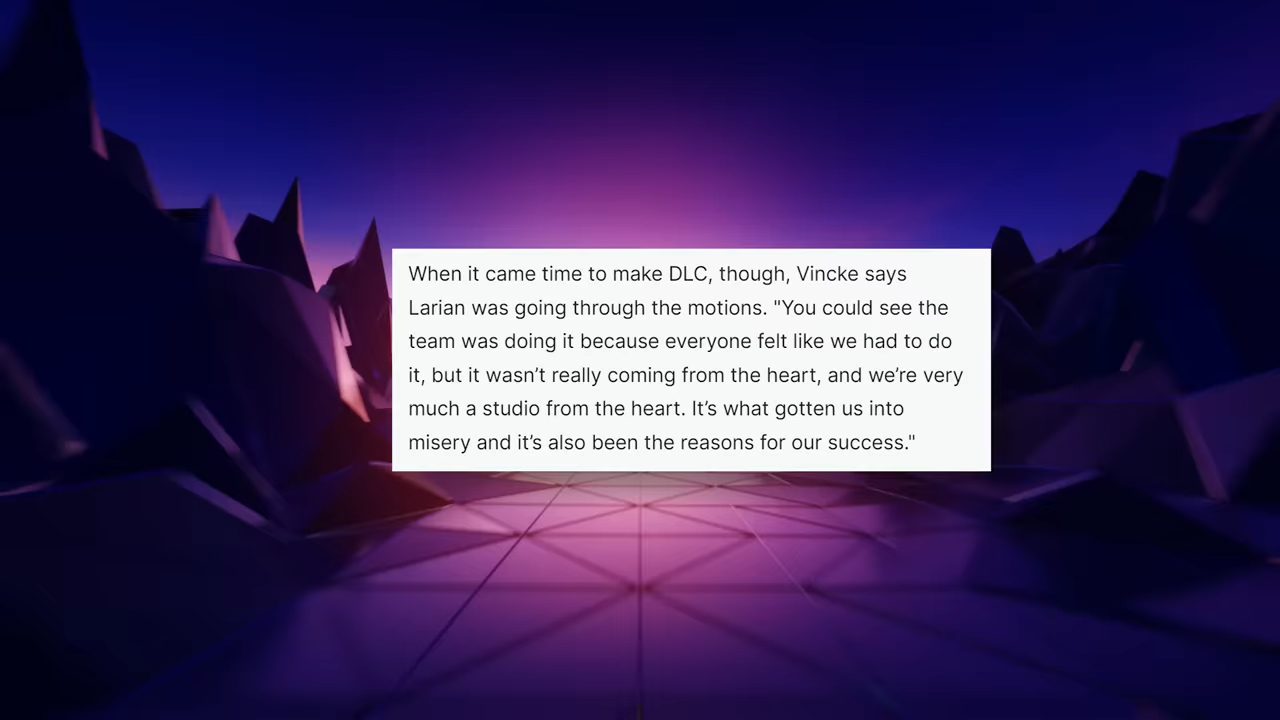 When it came time to make DLC, though, Vincke says
Larian was going through the motions. "You could see the
team was doing it because everyone felt like we had to do
it, but it wasn’t really coming from the heart, and we’re very
much a studio from the heart. It’s what gotten us into
misery and it’s also been the reasons for our success."